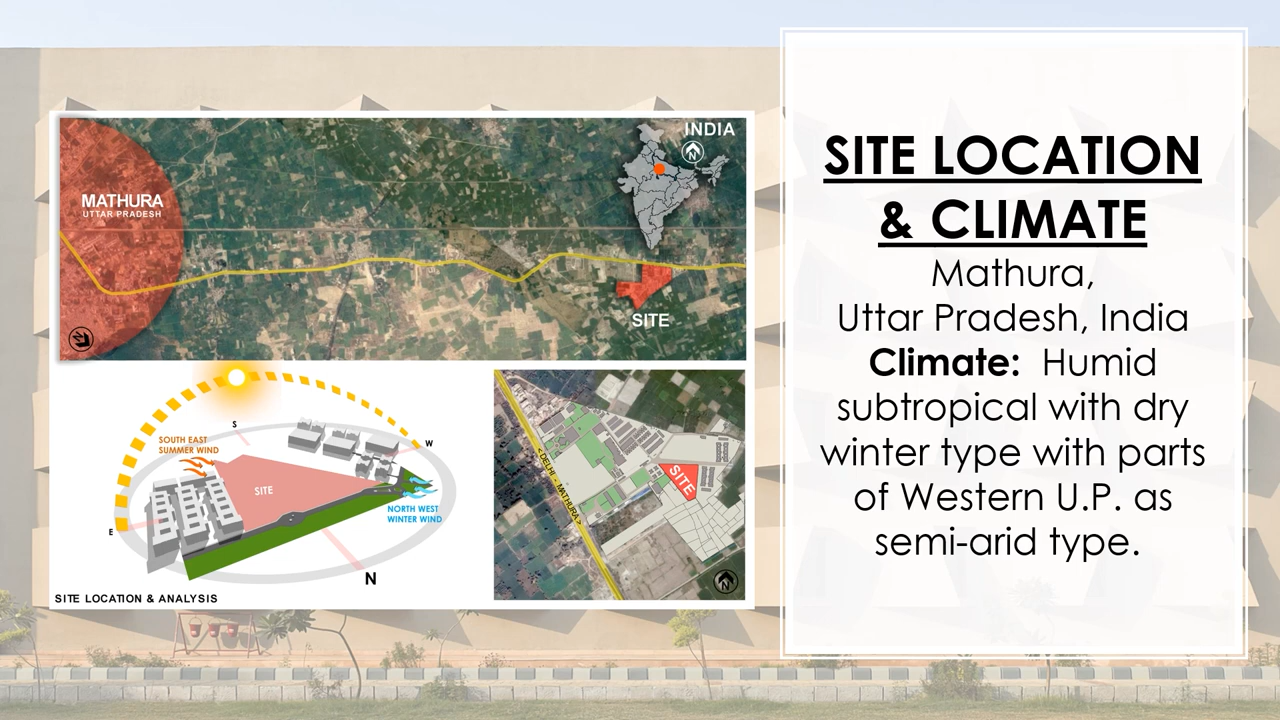 INDIA
N
MATHURA
UTTAR PRADESH
SITE
SOUTH EAST
SUMMER WIND
S
W
E
N
SITE
NORTH WEST
WINTER WIND
< DELHI - MATHURA >
SITE
N
SITE LOCATION & ANALYSIS
SITE LOCATION
& CLIMATE
Mathura,
Uttar Pradesh, India
Climate:  Humid
subtropical with dry
winter type with parts
of Western U.P. as
semi-arid type.